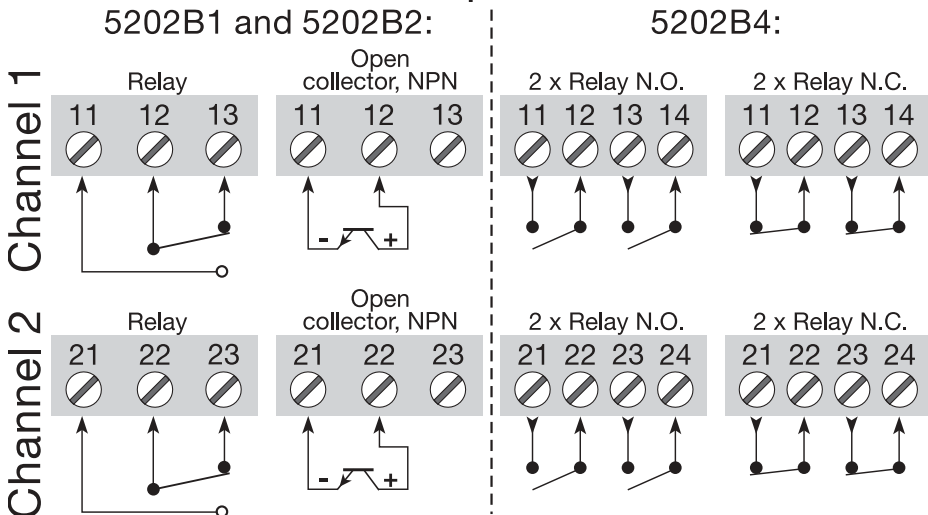 5202B1 and 5202B2:
5202B4:
Channel 1
Relay
Open
collector, NPN
2 x Relay N.O.
2 x Relay N.C.
11 12 13
11 12 13
11 12 13 14
11 12 13 14
- +
Channel 2
Relay
Open
collector, NPN
2 x Relay N.O.
2 x Relay N.C.
21 22 23
21 22 23
21 22 23 24
21 22 23 24
- +